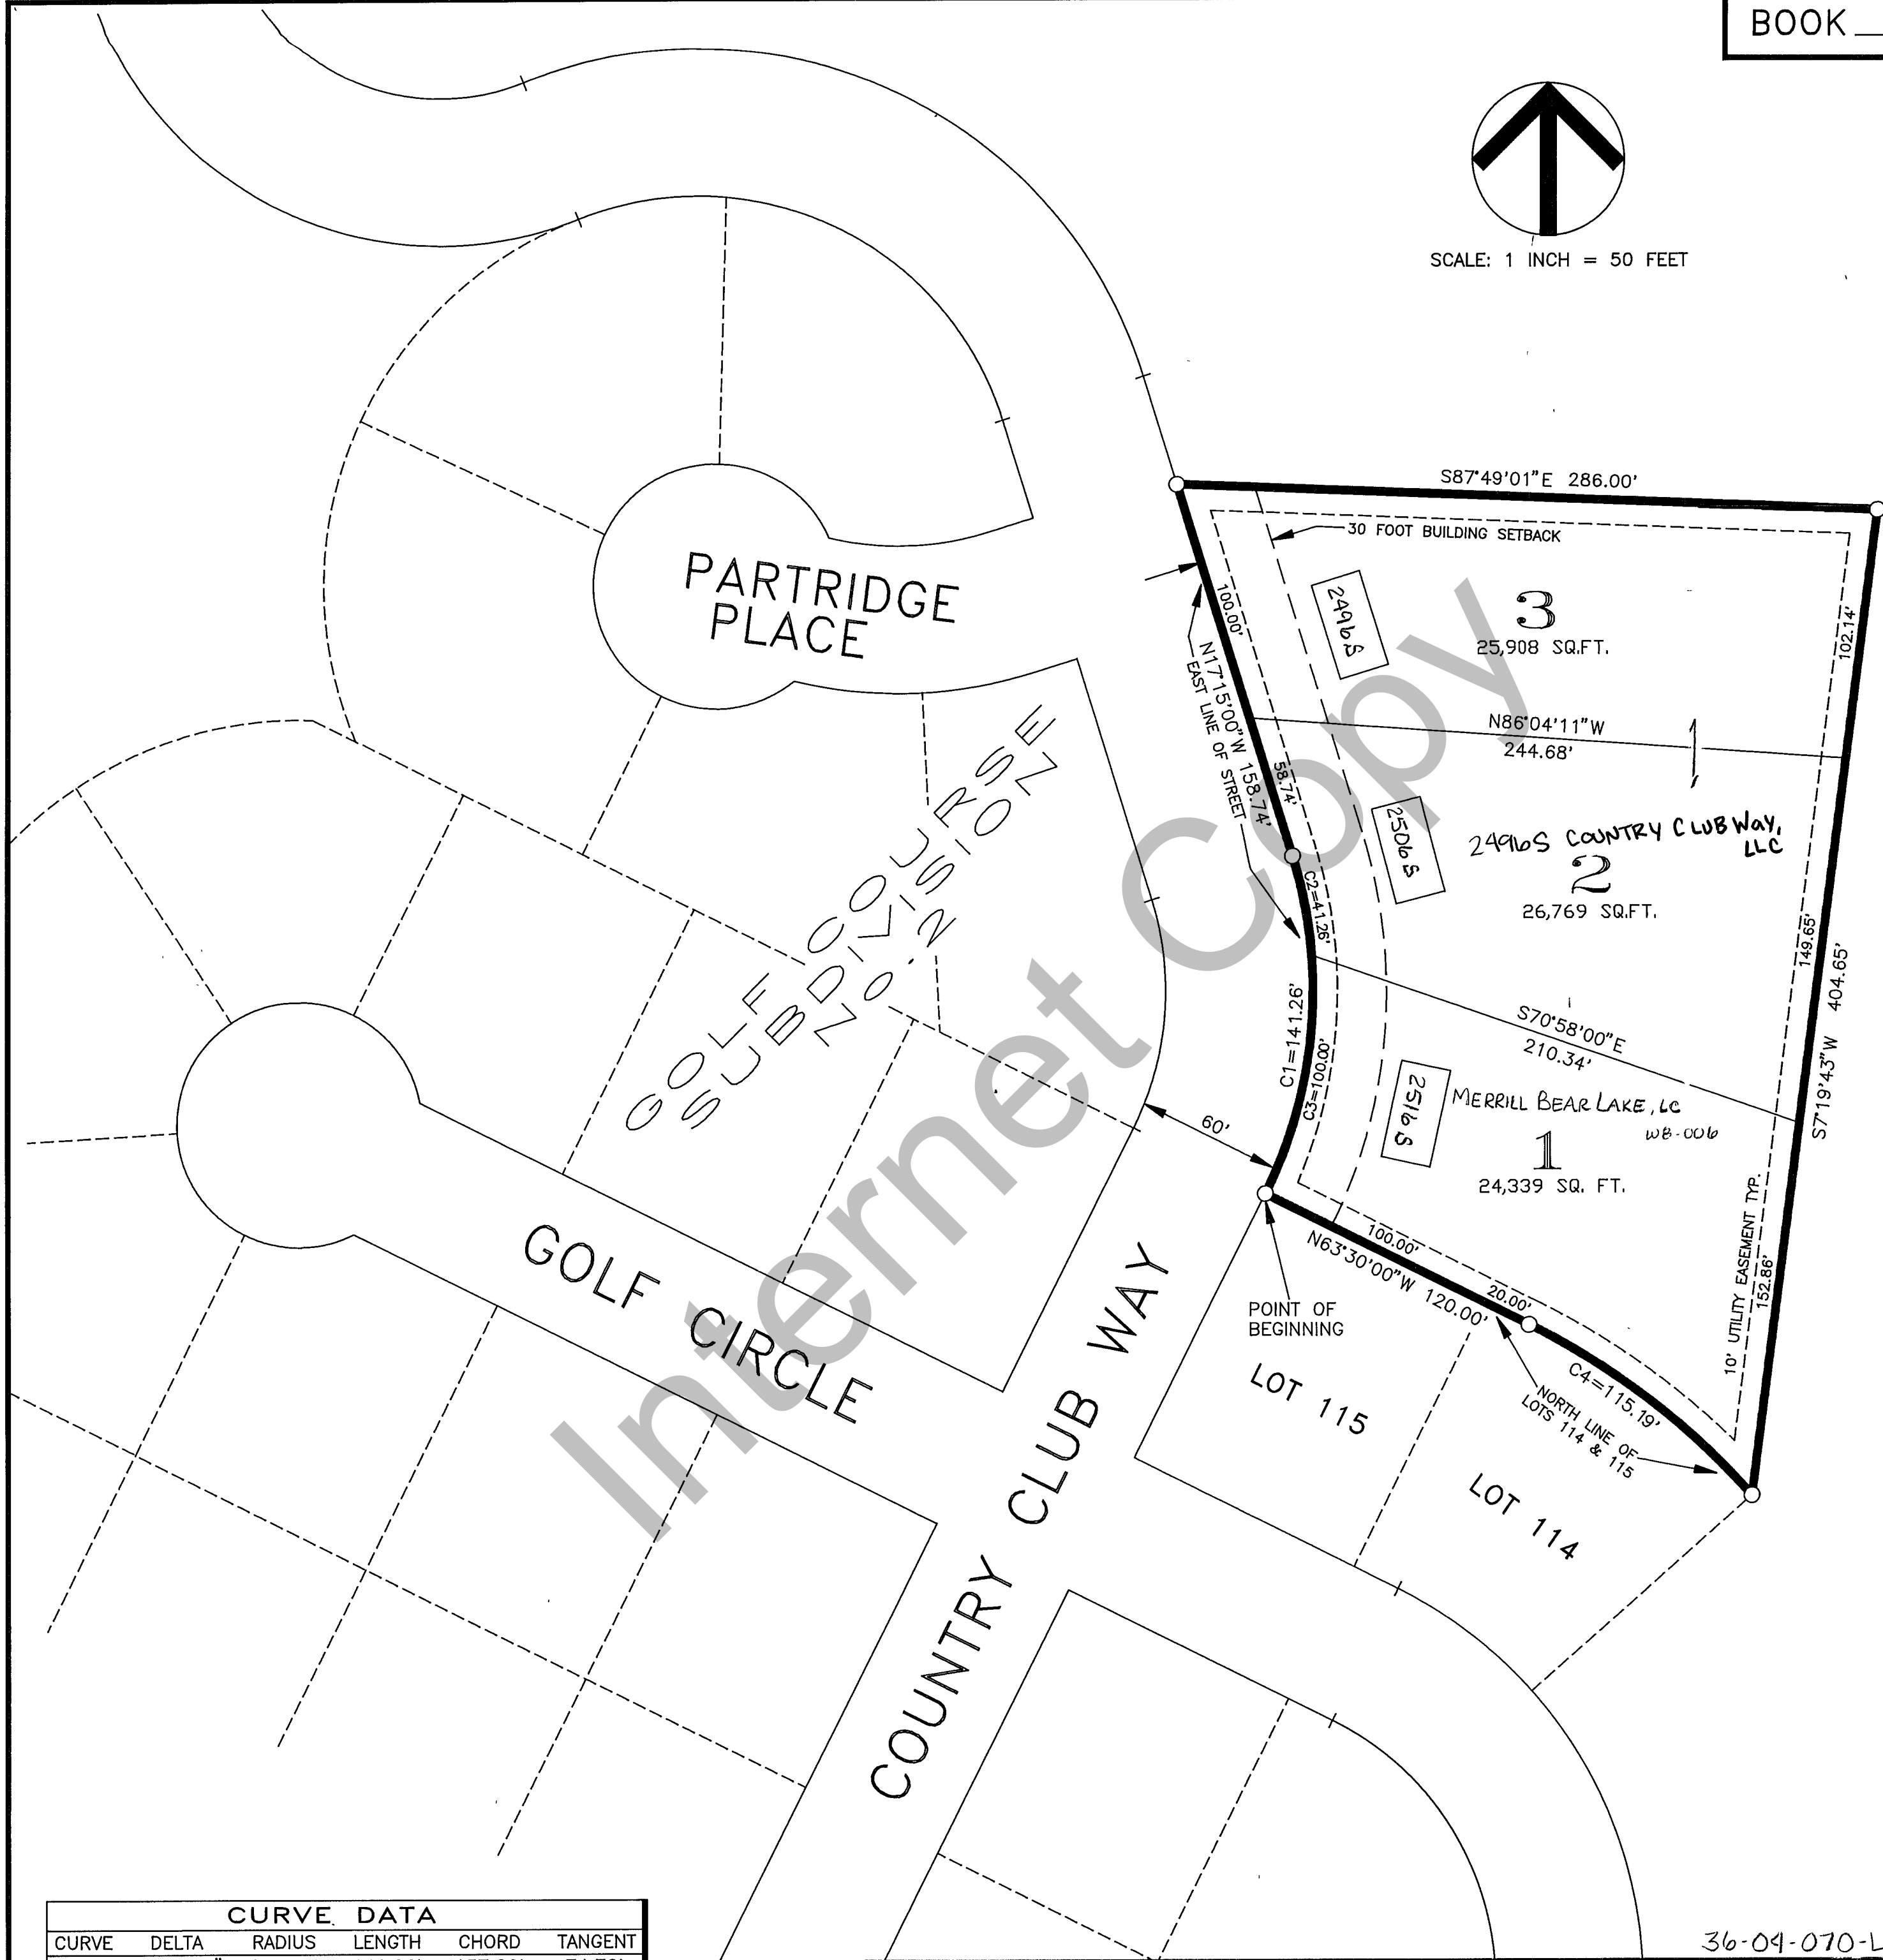 BOOK
SCALE: 1 INCH = 50 FEET
S87°49'01"E 286.00'
30 FOOT BUILDING SETBACK
PARTRIDGE
PLACE
2496 S
3
25,908 SQ.FT.
102.14'
100.00'
N17°15'00"W 158.74'
EAST LINE OF STREET
58.74'
N86°04'11"W
244.68'
1
GOLF COURSE
SUBDIVISION
NO. 2
2506 S
2496S COUNTRY CLUB WAY,
LLC
2
26,769 SQ.FT.
C2=41.26'
149.65'
S7°19'43"W 404.65'
C1=141.26'
C3=100.00'
S70°58'00"E
210.34'
60'
2516 S
MERRILL BEAR LAKE, LC
WB-006
1
24,339 SQ. FT.
10' UTILITY EASEMENT TYP.
152.86'
100.00'
N63°30'00"W 120.00'
20.00'
POINT OF
BEGINNING
C4=115.19'
NORTH LINE OF
LOTS 114 & 115
LOT 115
LOT 114
GOLF CIRCLE
COUNTRY CLUB WAY
Internet Copy
CURVE DATA
CURVE DELTA RADIUS LENGTH CHORD TANGENT
36-04-070-L